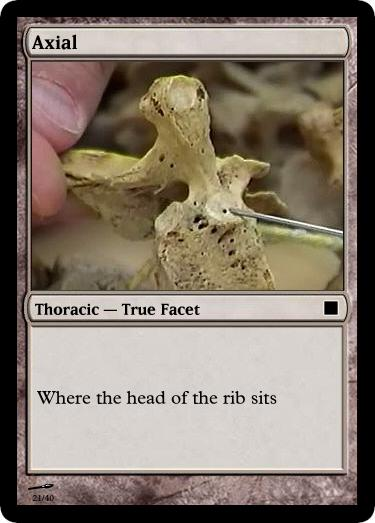 Axial
Thoracic — True Facet
Where the head of the rib sits
21/40